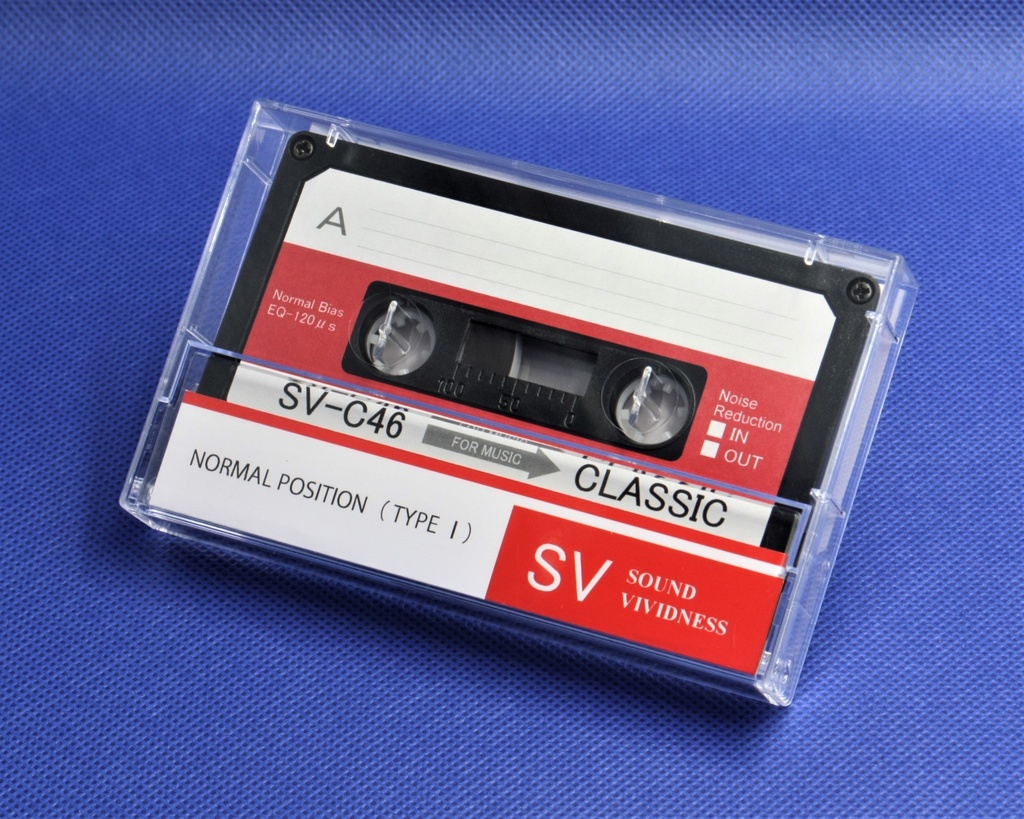 A
Normal Bias
EQ-120μs
100 50 0
Noise
Reduction
IN
OUT
SV-C46
FOR MUSIC
CLASSIC
NORMAL POSITION (TYPE I)
SV
SOUND
VIVIDNESS